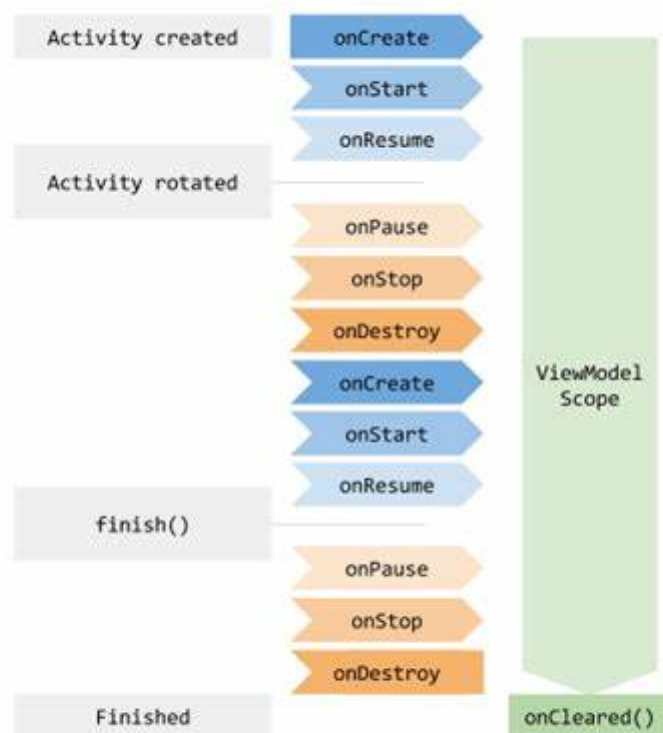 Activity created
onCreate
onStart
onResume
Activity rotated
onPause
onStop
onDestroy
onCreate
onStart
onResume
ViewModel
Scope
finish()
onPause
onStop
onDestroy
Finished
onCleared()